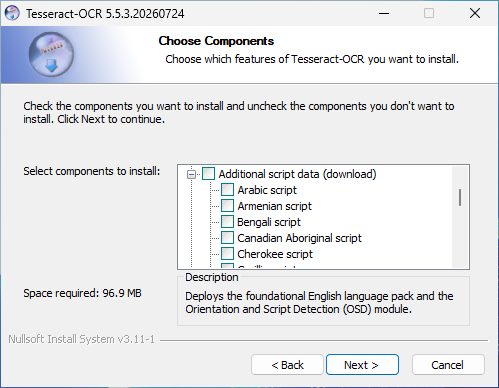 Tesseract-OCR 5.5.3.20260724
Choose Components
Choose which features of Tesseract-OCR you want to install.
Check the components you want to install and uncheck the components you don't want to
install. Click Next to continue.
Select components to install:
Additional script data (download)
Arabic script
Armenian script
Bengali script
Canadian Aboriginal script
Cherokee script
Space required: 96.9 MB
Description
Deploys the foundational English language pack and the
Orientation and Script Detection (OSD) module.
Nullsoft Install System v3.11-1
< Back
Next >
Cancel